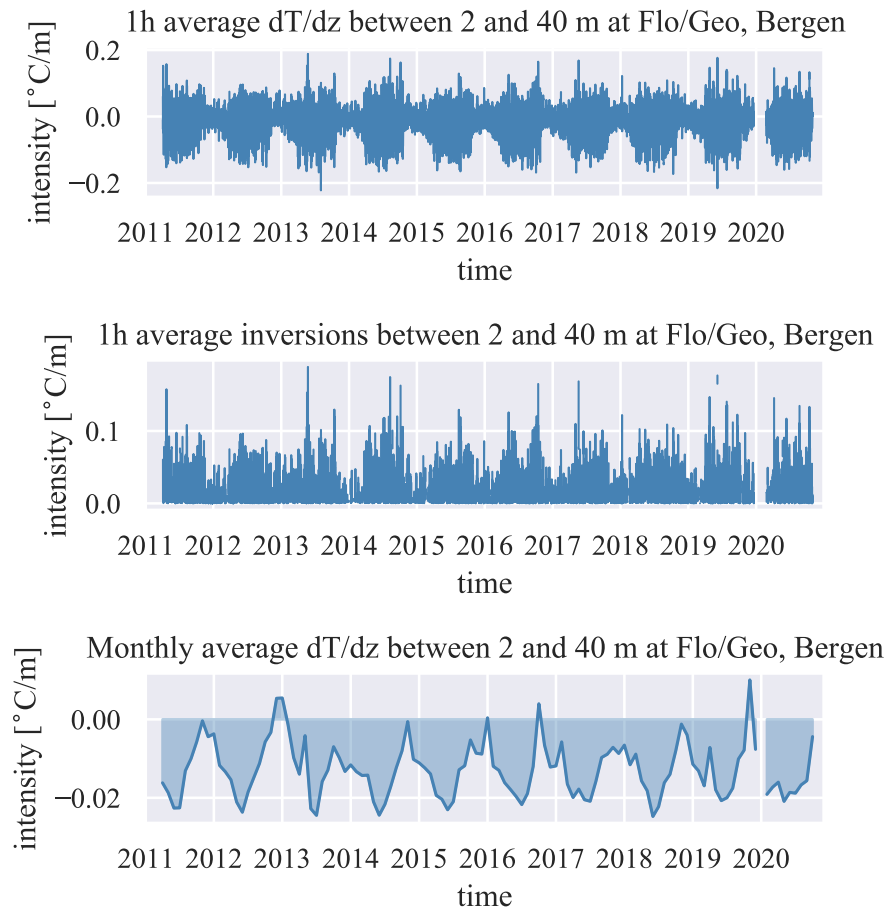 1h average dT/dz between 2 and 40 m at Flo/Geo, Bergen
intensity [°C/m]
0.2
0.0
−0.2
2011 2012 2013 2014 2015 2016 2017 2018 2019 2020
time
1h average inversions between 2 and 40 m at Flo/Geo, Bergen
intensity [°C/m]
0.1
0.0
2011 2012 2013 2014 2015 2016 2017 2018 2019 2020
time
Monthly average dT/dz between 2 and 40 m at Flo/Geo, Bergen
intensity [°C/m]
0.00
−0.02
2011 2012 2013 2014 2015 2016 2017 2018 2019 2020
time